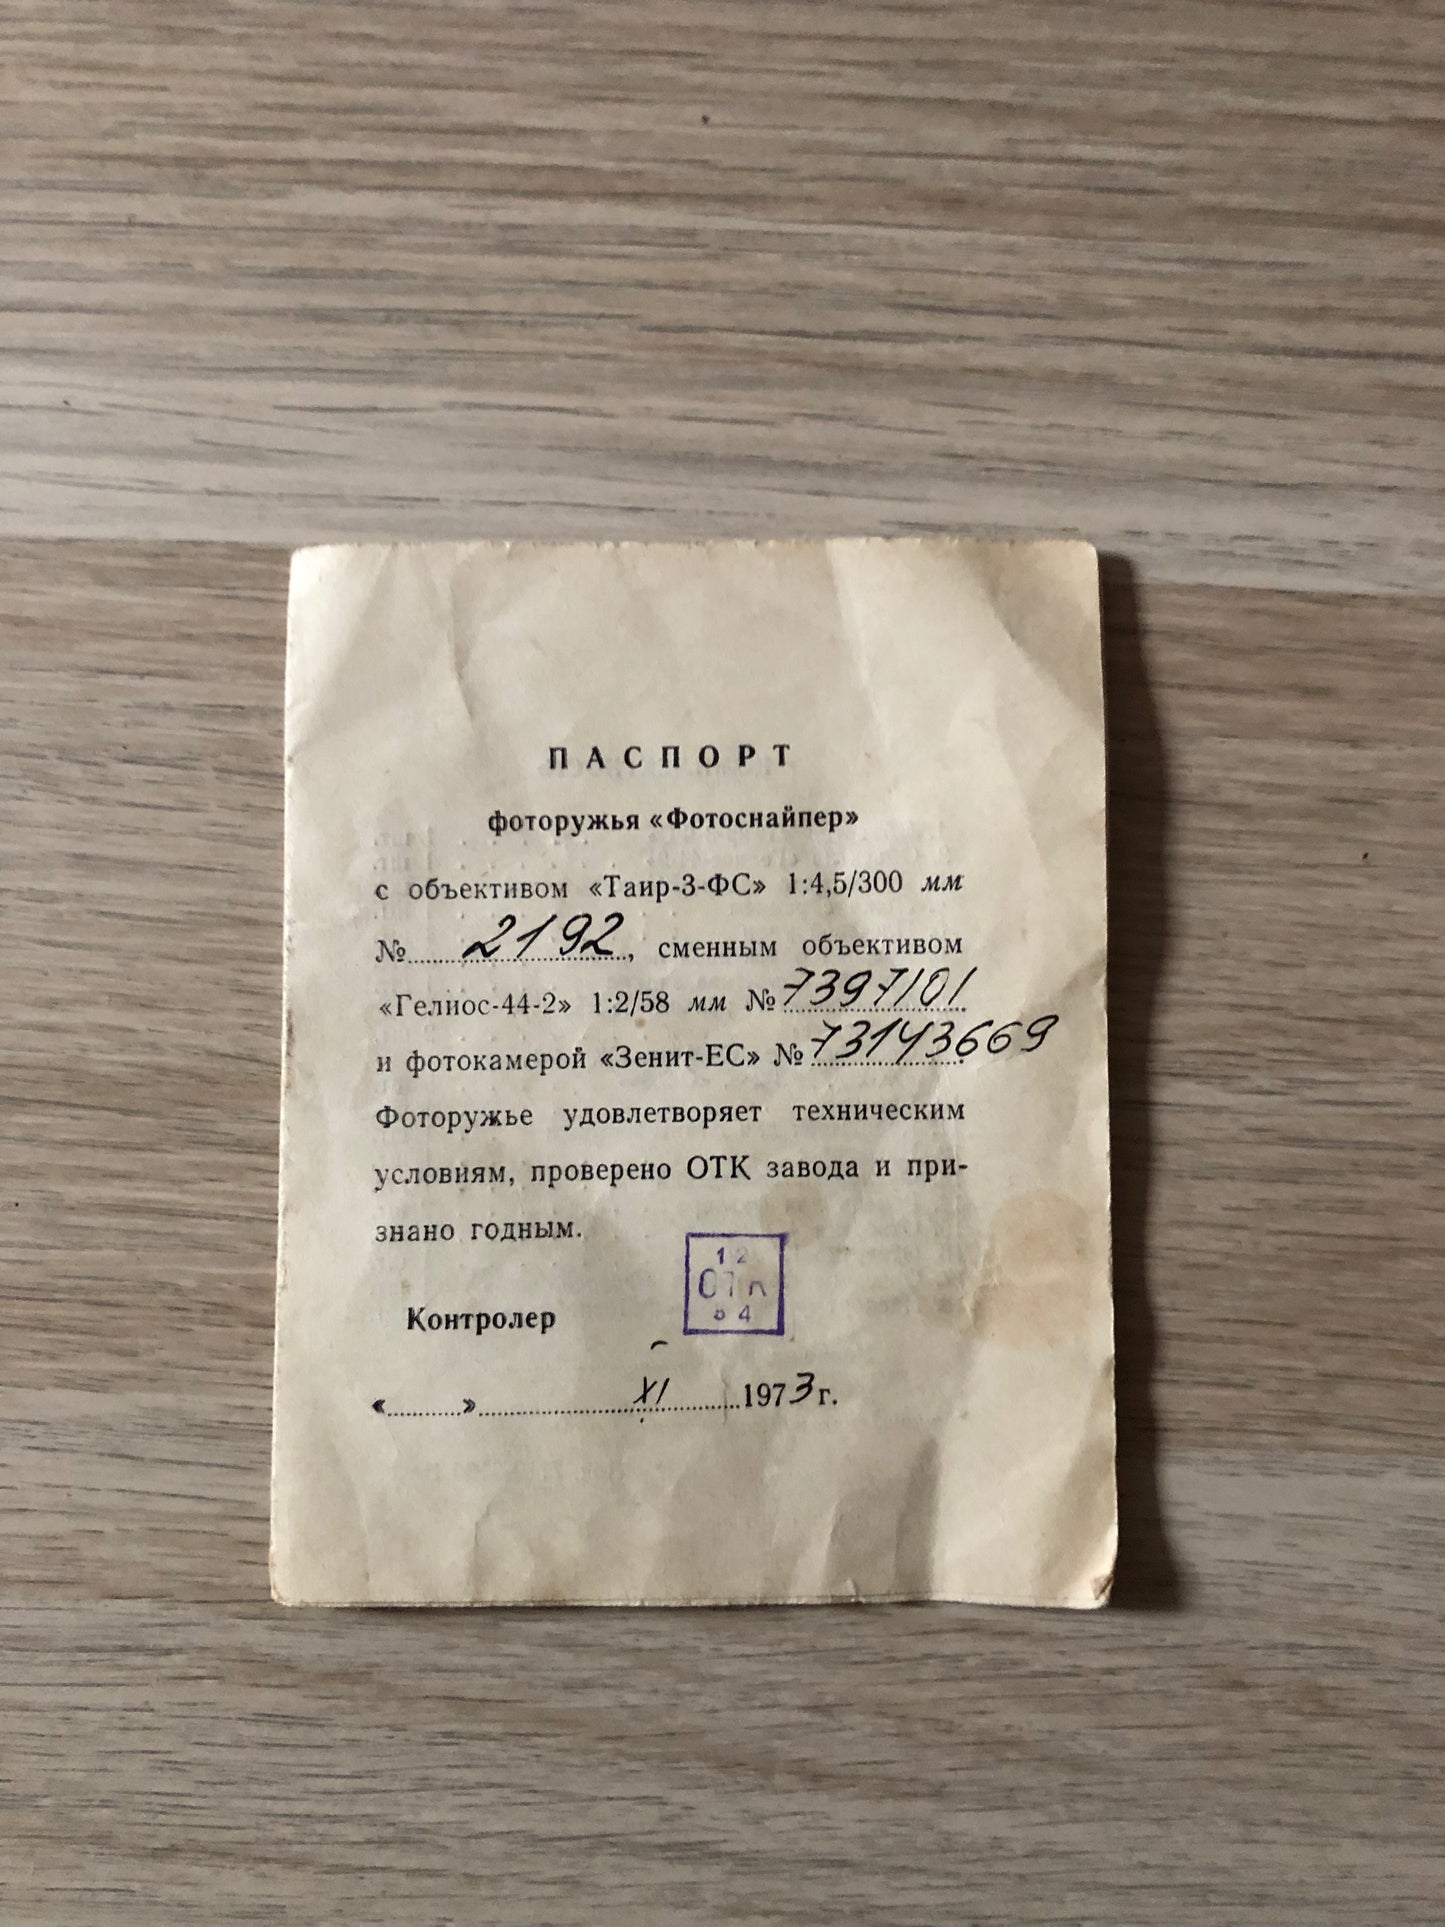 ПАСПОРТ
фоторужья «Фотоснайпер»
с объективом «Таир-3-ФС» 1:4,5/300 мм
№ 2192, сменным объективом
«Гелиос-44-2» 1:2/58 мм № 7397101
и фотокамерой «Зенит-ЕС» № 73143669
Фоторужье удовлетворяет техническим
условиям, проверено ОТК завода и при-
знано годным.
12
Контролер
«..........»........................ XI ..........1973 г.